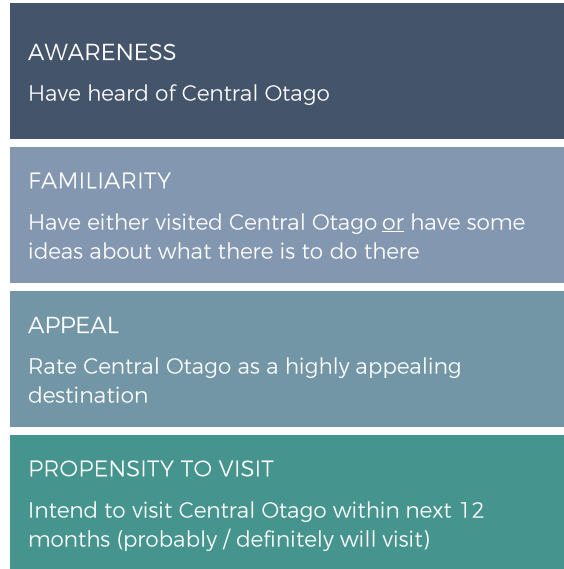 AWARENESS
Have heard of Central Otago
FAMILIARITY
Have either visited Central Otago or have some
ideas about what there is to do there
APPEAL
Rate Central Otago as a highly appealing
destination
PROPENSITY TO VISIT
Intend to visit Central Otago within next 12
months (probably / definitely will visit)